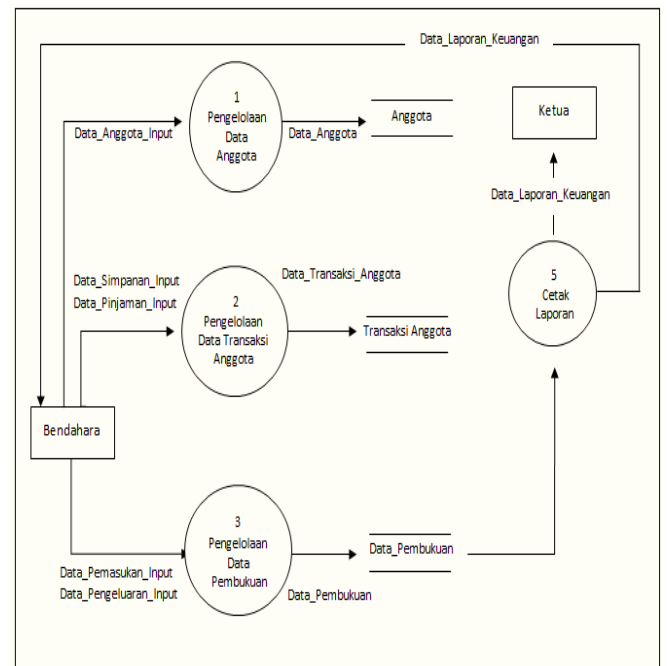 Data_Laporan_Keuangan
1
Pengelolaan
Data
Anggota
Data_Anggota_Input
Data_Anggota
Anggota
Ketua
Data_Laporan_Keuangan
Data_Simpanan_Input
Data_Pinjaman_Input
2
Pengelolaan
Data Transaksi
Anggota
Data_Transaksi_Anggota
Transaksi Anggota
5
Cetak
Laporan
Bendahara
3
Pengelolaan
Data
Pembukuan
Data_Pemasukan_Input
Data_Pengeluaran_Input
Data_Pembukuan
Data_Pembukuan